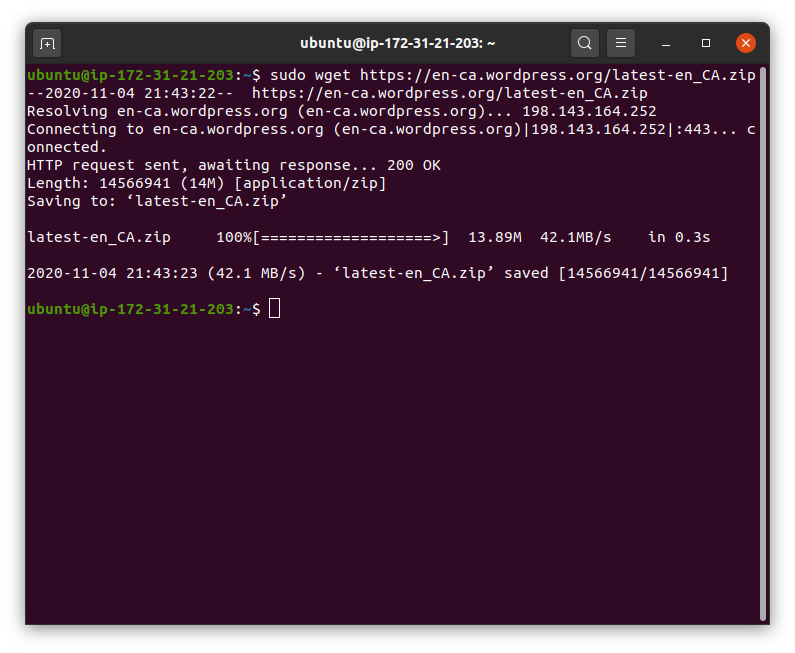 ubuntu@ip-172-31-21-203: ~
ubuntu@ip-172-31-21-203:~$ sudo wget https://en-ca.wordpress.org/latest-en_CA.zip
--2020-11-04 21:43:22--  https://en-ca.wordpress.org/latest-en_CA.zip
Resolving en-ca.wordpress.org (en-ca.wordpress.org)... 198.143.164.252
Connecting to en-ca.wordpress.org (en-ca.wordpress.org)|198.143.164.252|:443... c
onnected.
HTTP request sent, awaiting response... 200 OK
Length: 14566941 (14M) [application/zip]
Saving to: ‘latest-en_CA.zip’
latest-en_CA.zip     100%[===================>]  13.89M  42.1MB/s    in 0.3s
2020-11-04 21:43:23 (42.1 MB/s) - ‘latest-en_CA.zip’ saved [14566941/14566941]
ubuntu@ip-172-31-21-203:~$